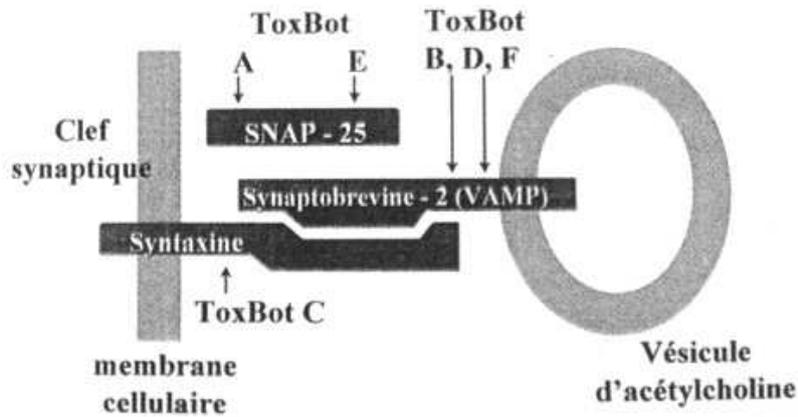 ToxBot
ToxBot
A
E
B, D, F
Clef
synaptique
SNAP - 25
Synaptobrevine - 2 (VAMP)
Syntaxine
ToxBot C
membrane
cellulaire
Vésicule
d'acétylcholine